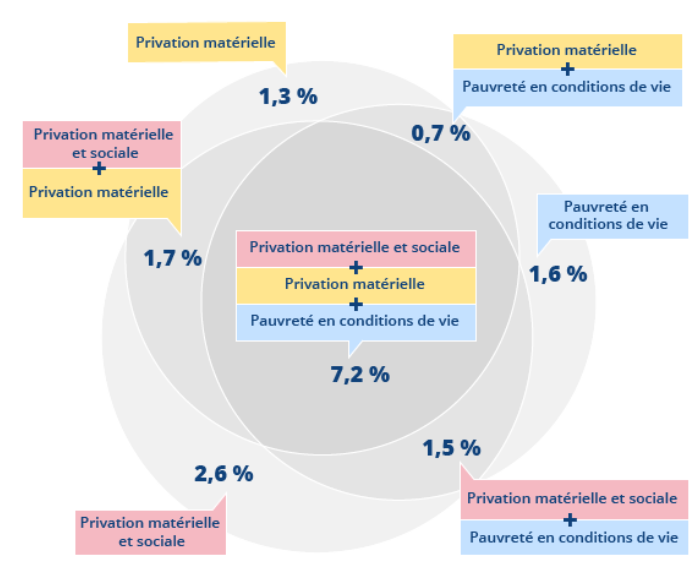 Privation matérielle
1,3 %
Privation matérielle
+
Pauvreté en conditions de vie
0,7 %
Privation matérielle
et sociale
+
Privation matérielle
1,7 %
Pauvreté en
conditions de vie
1,6 %
Privation matérielle et sociale
+
Privation matérielle
+
Pauvreté en conditions de vie
7,2 %
1,5 %
Privation matérielle et sociale
+
Pauvreté en conditions de vie
2,6 %
Privation matérielle
et sociale